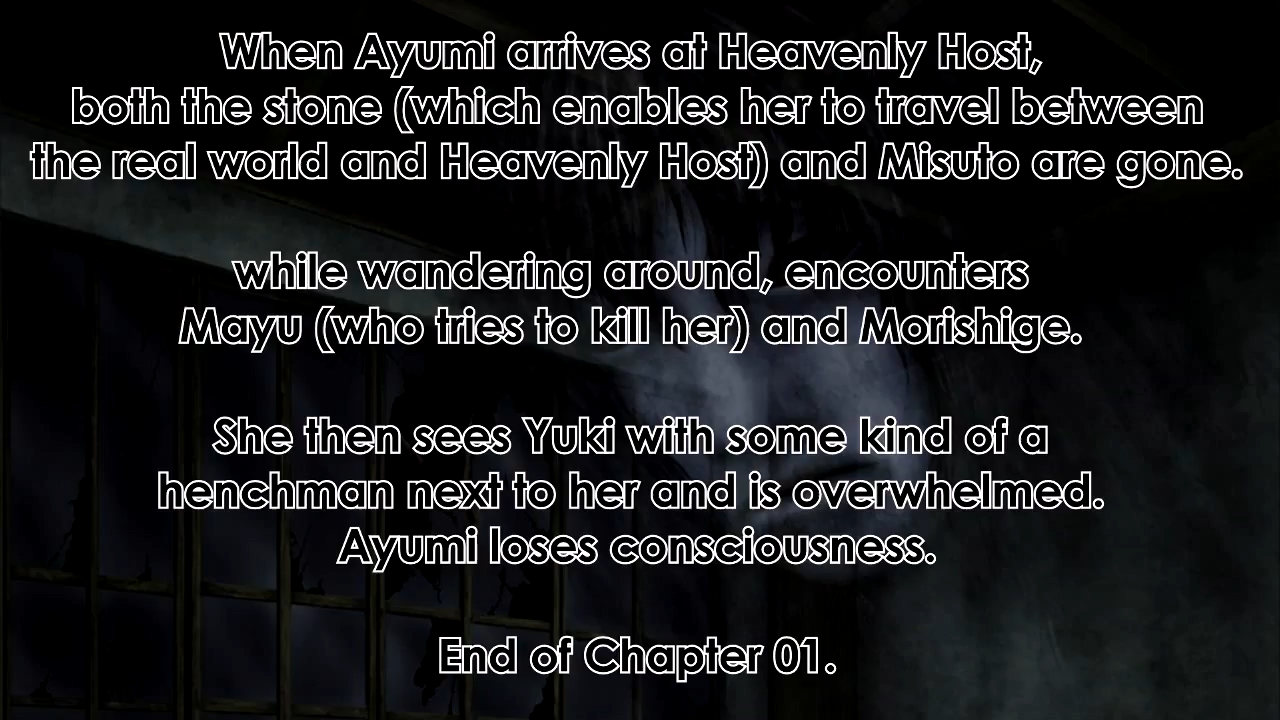 When Ayumi arrives at Heavenly Host,
both the stone (which enables her to travel between
the real world and Heavenly Host) and Misuto are gone.
while wandering around, encounters
Mayu (who tries to kill her) and Morishige.
She then sees Yuki with some kind of a
henchman next to her and is overwhelmed.
Ayumi loses consciousness.
End of Chapter 01.